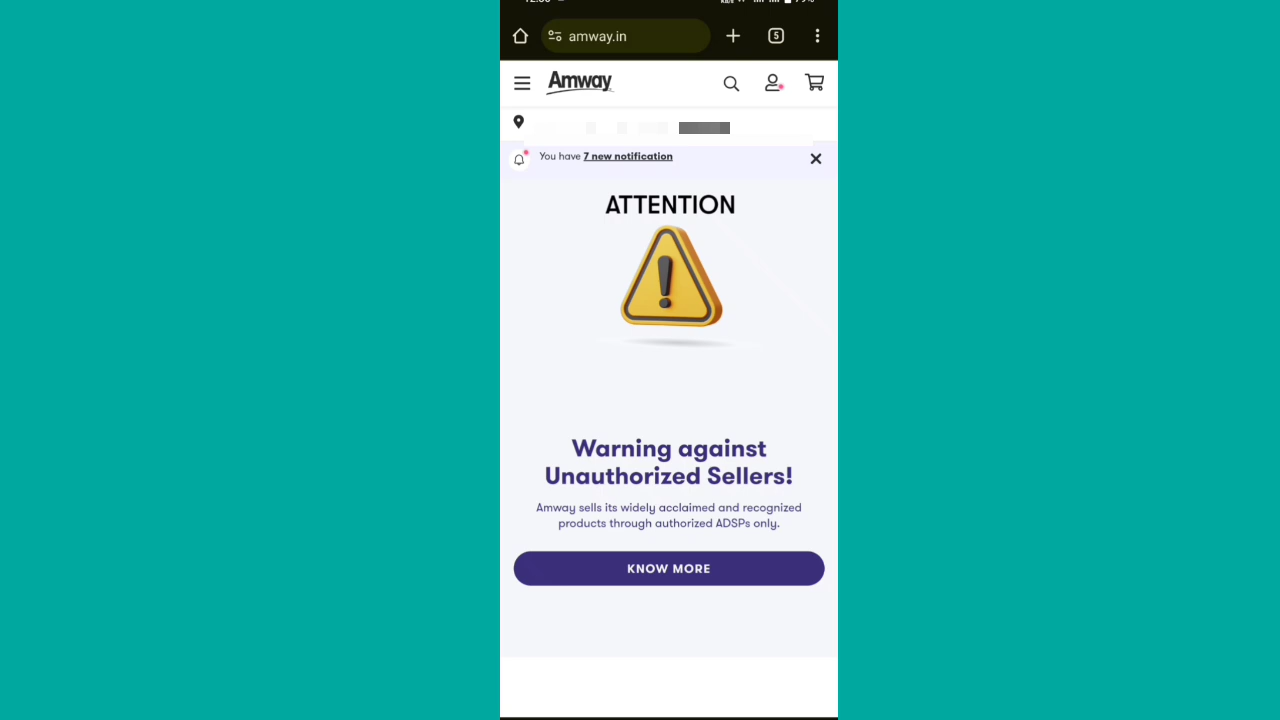 amway.in
5
Amway
You have 7 new notification
ATTENTION
Warning against
Unauthorized Sellers!
Amway sells its widely acclaimed and recognized
products through authorized ADSPs only.
KNOW MORE